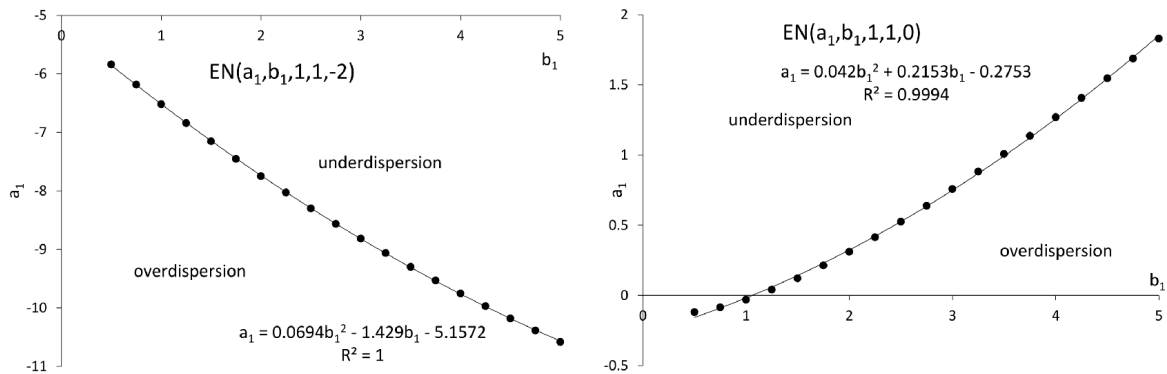 -5
0
1
2
3
4
5
b₁
EN(a₁,b₁,1,1,-2)
-6
-7
underdispersion
-8
a₁
-9
overdispersion
-10
a₁ = 0.0694b₁² - 1.429b₁ - 5.1572
R² = 1
-11
2
EN(a₁,b₁,1,1,0)
a₁ = 0.042b₁² + 0.2153b₁ - 0.2753
R² = 0.9994
1.5
underdispersion
1
a₁
0.5
overdispersion
b₁
0
0
1
2
3
4
5
-0.5